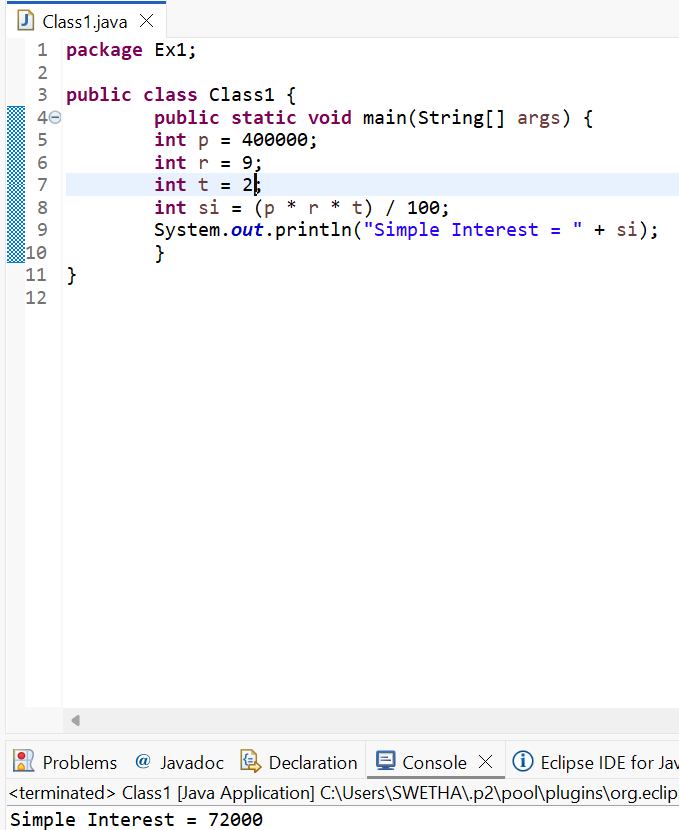 Class1.java
1 package Ex1;
2
3 public class Class1 {
4 public static void main(String[] args) {
5 int p = 400000;
6 int r = 9;
7 int t = 2;
8 int si = (p * r * t) / 100;
9 System.out.println("Simple Interest = " + si);
10 }
11 }
12
Problems @ Javadoc Declaration Console Eclipse IDE for Jav
<terminated> Class1 [Java Application] C:\Users\SWETHA\.p2\pool\plugins\org.eclip
Simple Interest = 72000